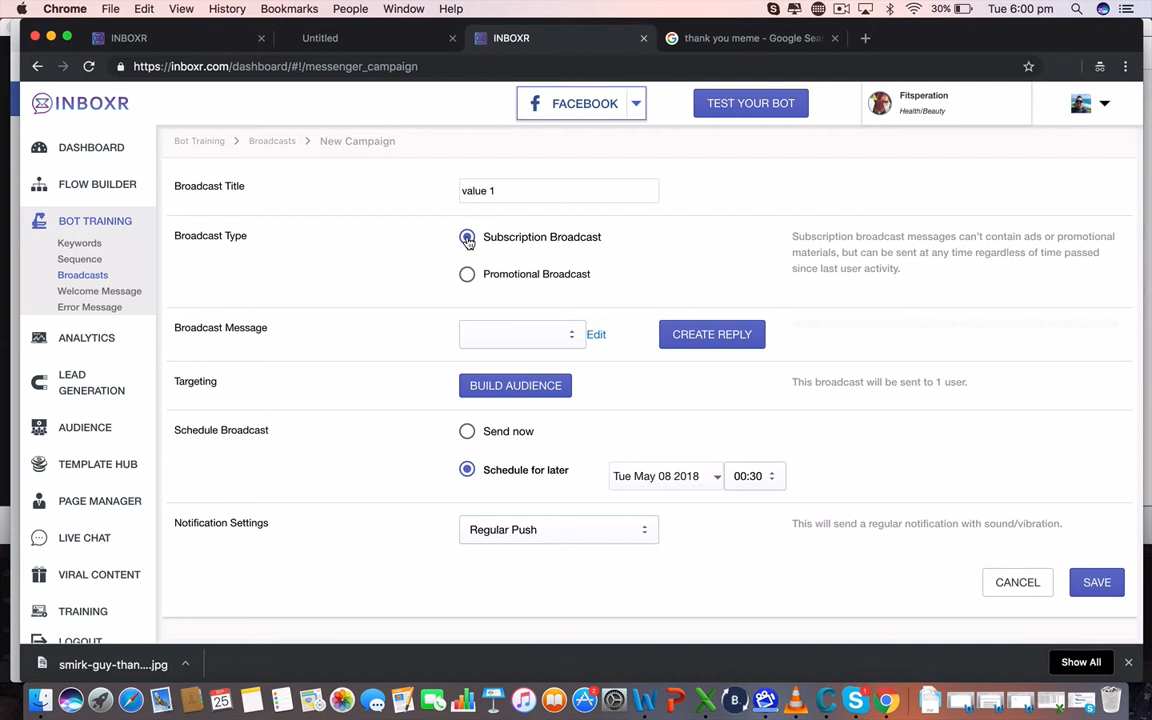 Chrome File Edit View History Bookmarks People Window Help 30% Tue 6:00 pm
INBOXR Untitled INBOXR thank you meme - Google Sea
https://inboxr.com/dashboard/#!/messenger_campaign
INBOXR FACEBOOK TEST YOUR BOT Fitsperation
Health/Beauty
Bot Training Broadcasts New Campaign
DASHBOARD
FLOW BUILDER
BOT TRAINING
Keywords
Sequence
Broadcasts
Welcome Message
Error Message
ANALYTICS
LEAD
GENERATION
AUDIENCE
TEMPLATE HUB
PAGE MANAGER
LIVE CHAT
VIRAL CONTENT
TRAINING
LOGOUT
Broadcast Title value 1
Broadcast Type Subscription Broadcast
Promotional Broadcast
Subscription broadcast messages can't contain ads or promotional
materials, but can be sent at any time regardless of time passed
since last user activity.
Broadcast Message Edit CREATE REPLY
Targeting BUILD AUDIENCE This broadcast will be sent to 1 user.
Schedule Broadcast Send now
Schedule for later Tue May 08 2018 00:30
Notification Settings Regular Push This will send a regular notification with sound/vibration.
CANCEL SAVE
smirk-guy-than....jpg Show All